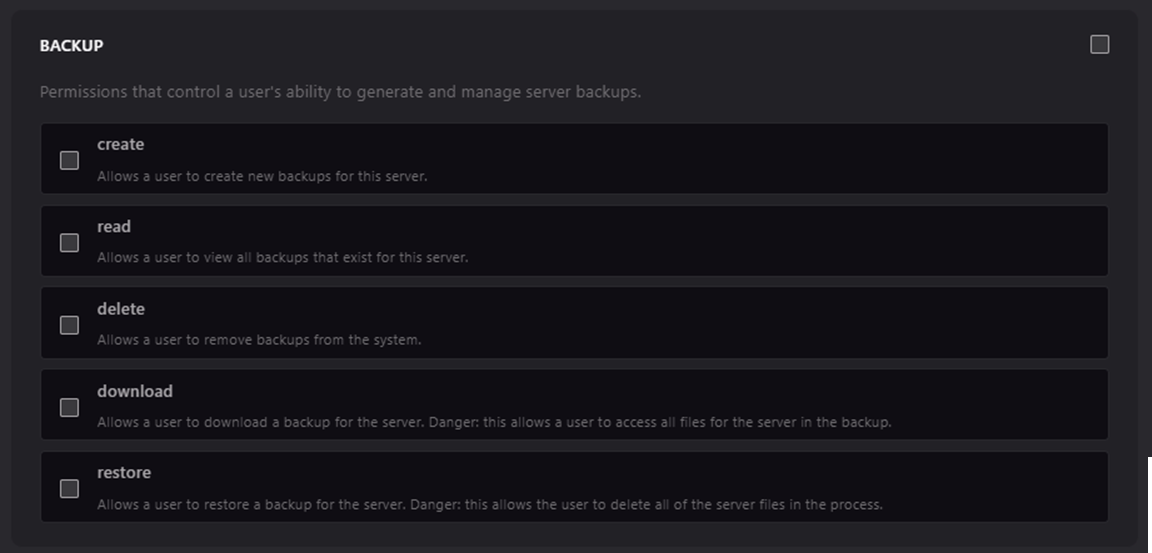 BACKUP
Permissions that control a user's ability to generate and manage server backups.
create
Allows a user to create new backups for this server.
read
Allows a user to view all backups that exist for this server.
delete
Allows a user to remove backups from the system.
download
Allows a user to download a backup for the server. Danger: this allows a user to access all files for the server in the backup.
restore
Allows a user to restore a backup for the server. Danger: this allows the user to delete all of the server files in the process.